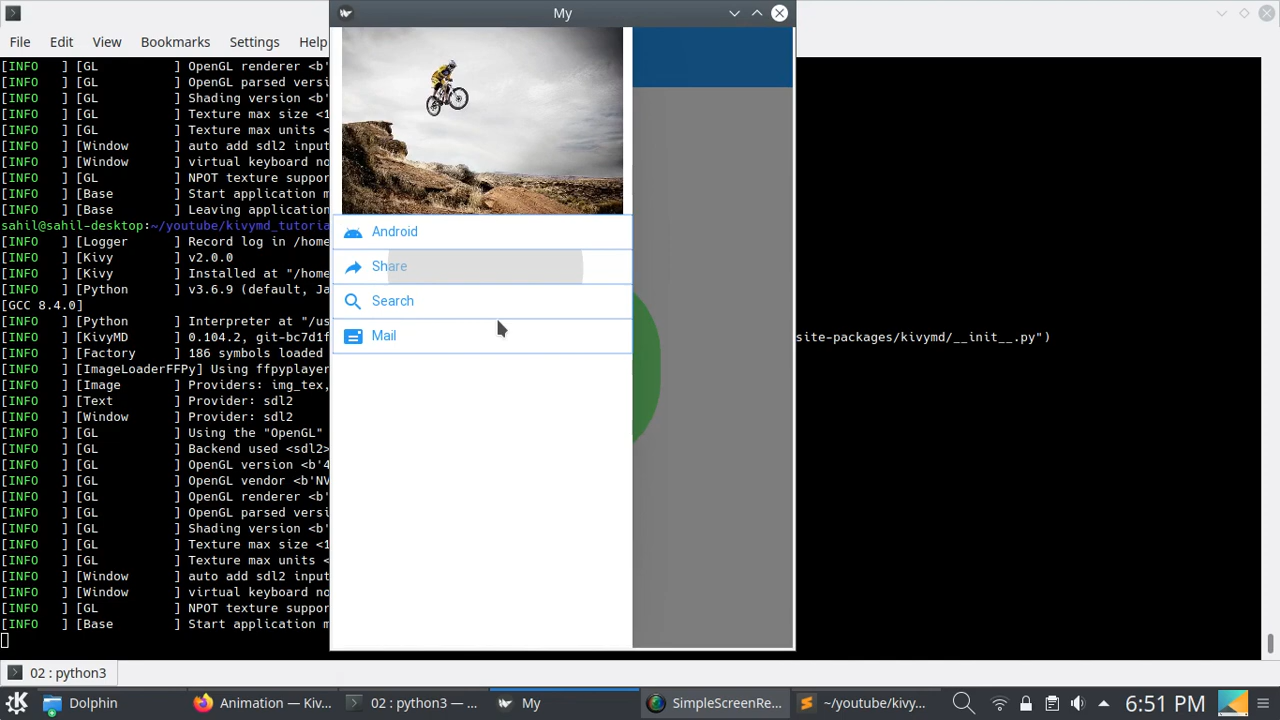 My
File Edit View Bookmarks Settings Help
[INFO ] [GL ] OpenGL renderer <b'
[INFO ] [GL ] OpenGL parsed versi
[INFO ] [GL ] Shading version <b'
[INFO ] [GL ] Texture max size <1
[INFO ] [GL ] Texture max units <
[INFO ] [Window ] auto add sdl2 input
[INFO ] [Window ] virtual keyboard no
[INFO ] [GL ] NPOT texture suppor
[INFO ] [Base ] Start application m
[INFO ] [Base ] Leaving application
sahil@sahil-desktop:~/youtube/kivymd_tutoria
[INFO ] [Logger ] Record log in /home
[INFO ] [Kivy ] v2.0.0
[INFO ] [Kivy ] Installed at "/home
[INFO ] [Python ] v3.6.9 (default, Ja
[GCC 8.4.0]
[INFO ] [Python ] Interpreter at "/us
[INFO ] [KivyMD ] 0.104.2, git-bc7d1f site-packages/kivymd/__init__.py")
[INFO ] [Factory ] 186 symbols loaded
[INFO ] [ImageLoaderFFPy] Using ffpyplayer
[INFO ] [Image ] Providers: img_tex,
[INFO ] [Text ] Provider: sdl2
[INFO ] [Window ] Provider: sdl2
[INFO ] [GL ] Using the "OpenGL"
[INFO ] [GL ] Backend used <sdl2>
[INFO ] [GL ] OpenGL version <b'4
[INFO ] [GL ] OpenGL vendor <b'NV
[INFO ] [GL ] OpenGL renderer <b'
[INFO ] [GL ] OpenGL parsed versi
[INFO ] [GL ] Shading version <b'
[INFO ] [GL ] Texture max size <1
[INFO ] [GL ] Texture max units <
[INFO ] [Window ] auto add sdl2 input
[INFO ] [Window ] virtual keyboard no
[INFO ] [GL ] NPOT texture suppor
[INFO ] [Base ] Start application m
Android
Share
Search
Mail
02 : python3
Dolphin Animation — Kiv... 02 : python3 — ... My SimpleScreenRe... ~/youtube/kivy... 6:51 PM